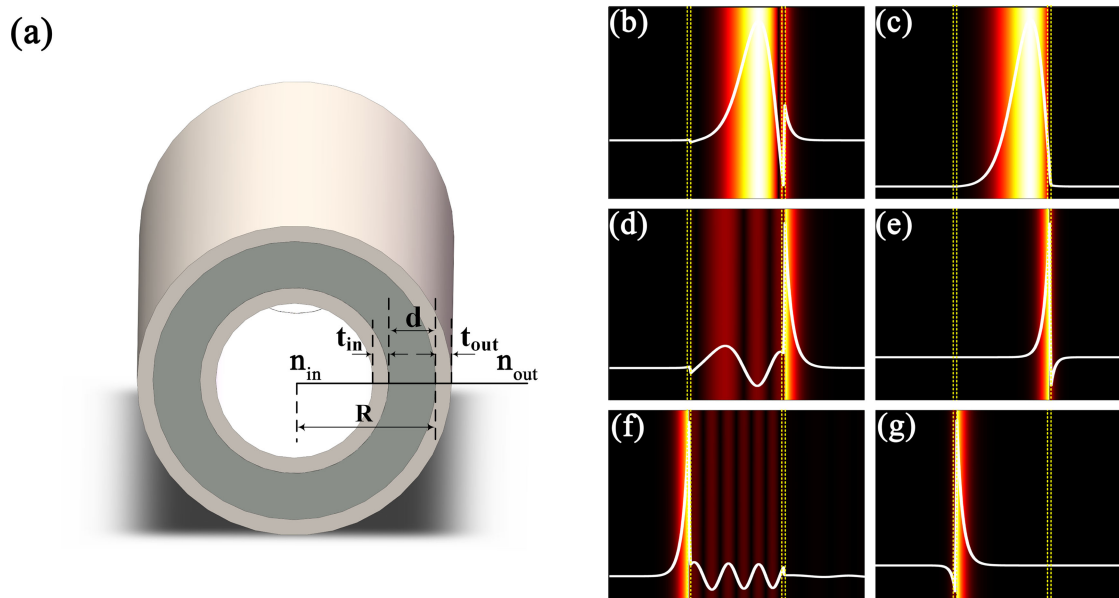 (a)
d
t_in
t_out
n_in
n_out
R
(b)
(c)
(d)
(e)
(f)
(g)